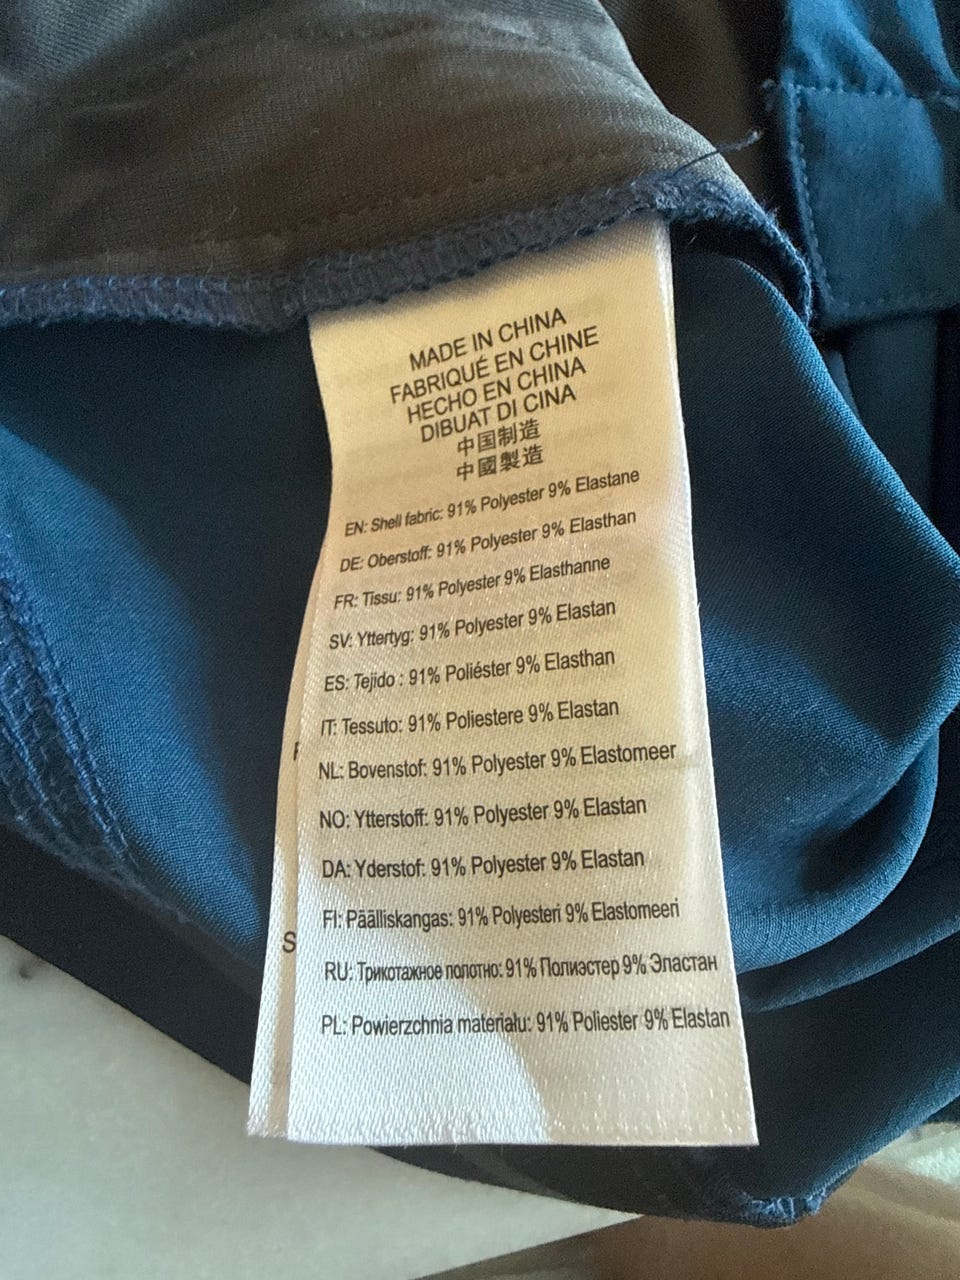 MADE IN CHINA
FABRIQUÉ EN CHINE
HECHO EN CHINA
DIBUAT DI CINA
中国制造
中國製造
EN: Shell fabric: 91% Polyester 9% Elastane
DE: Oberstoff: 91% Polyester 9% Elasthan
FR: Tissu: 91% Polyester 9% Elasthanne
SV: Yttertyg: 91% Polyester 9% Elastan
ES: Tejido : 91% Poliéster 9% Elasthan
IT: Tessuto: 91% Poliestere 9% Elastan
NL: Bovenstof: 91% Polyester 9% Elastomeer
NO: Ytterstoff: 91% Polyester 9% Elastan
DA: Yderstof: 91% Polyester 9% Elastan
FI: Päälliskangas: 91% Polyesteri 9% Elastomeeri
S
RU: Трикотажное полотно: 91% Полиэстер 9% Эластан
PL: Powierzchnia materiału: 91% Poliester 9% Elastan